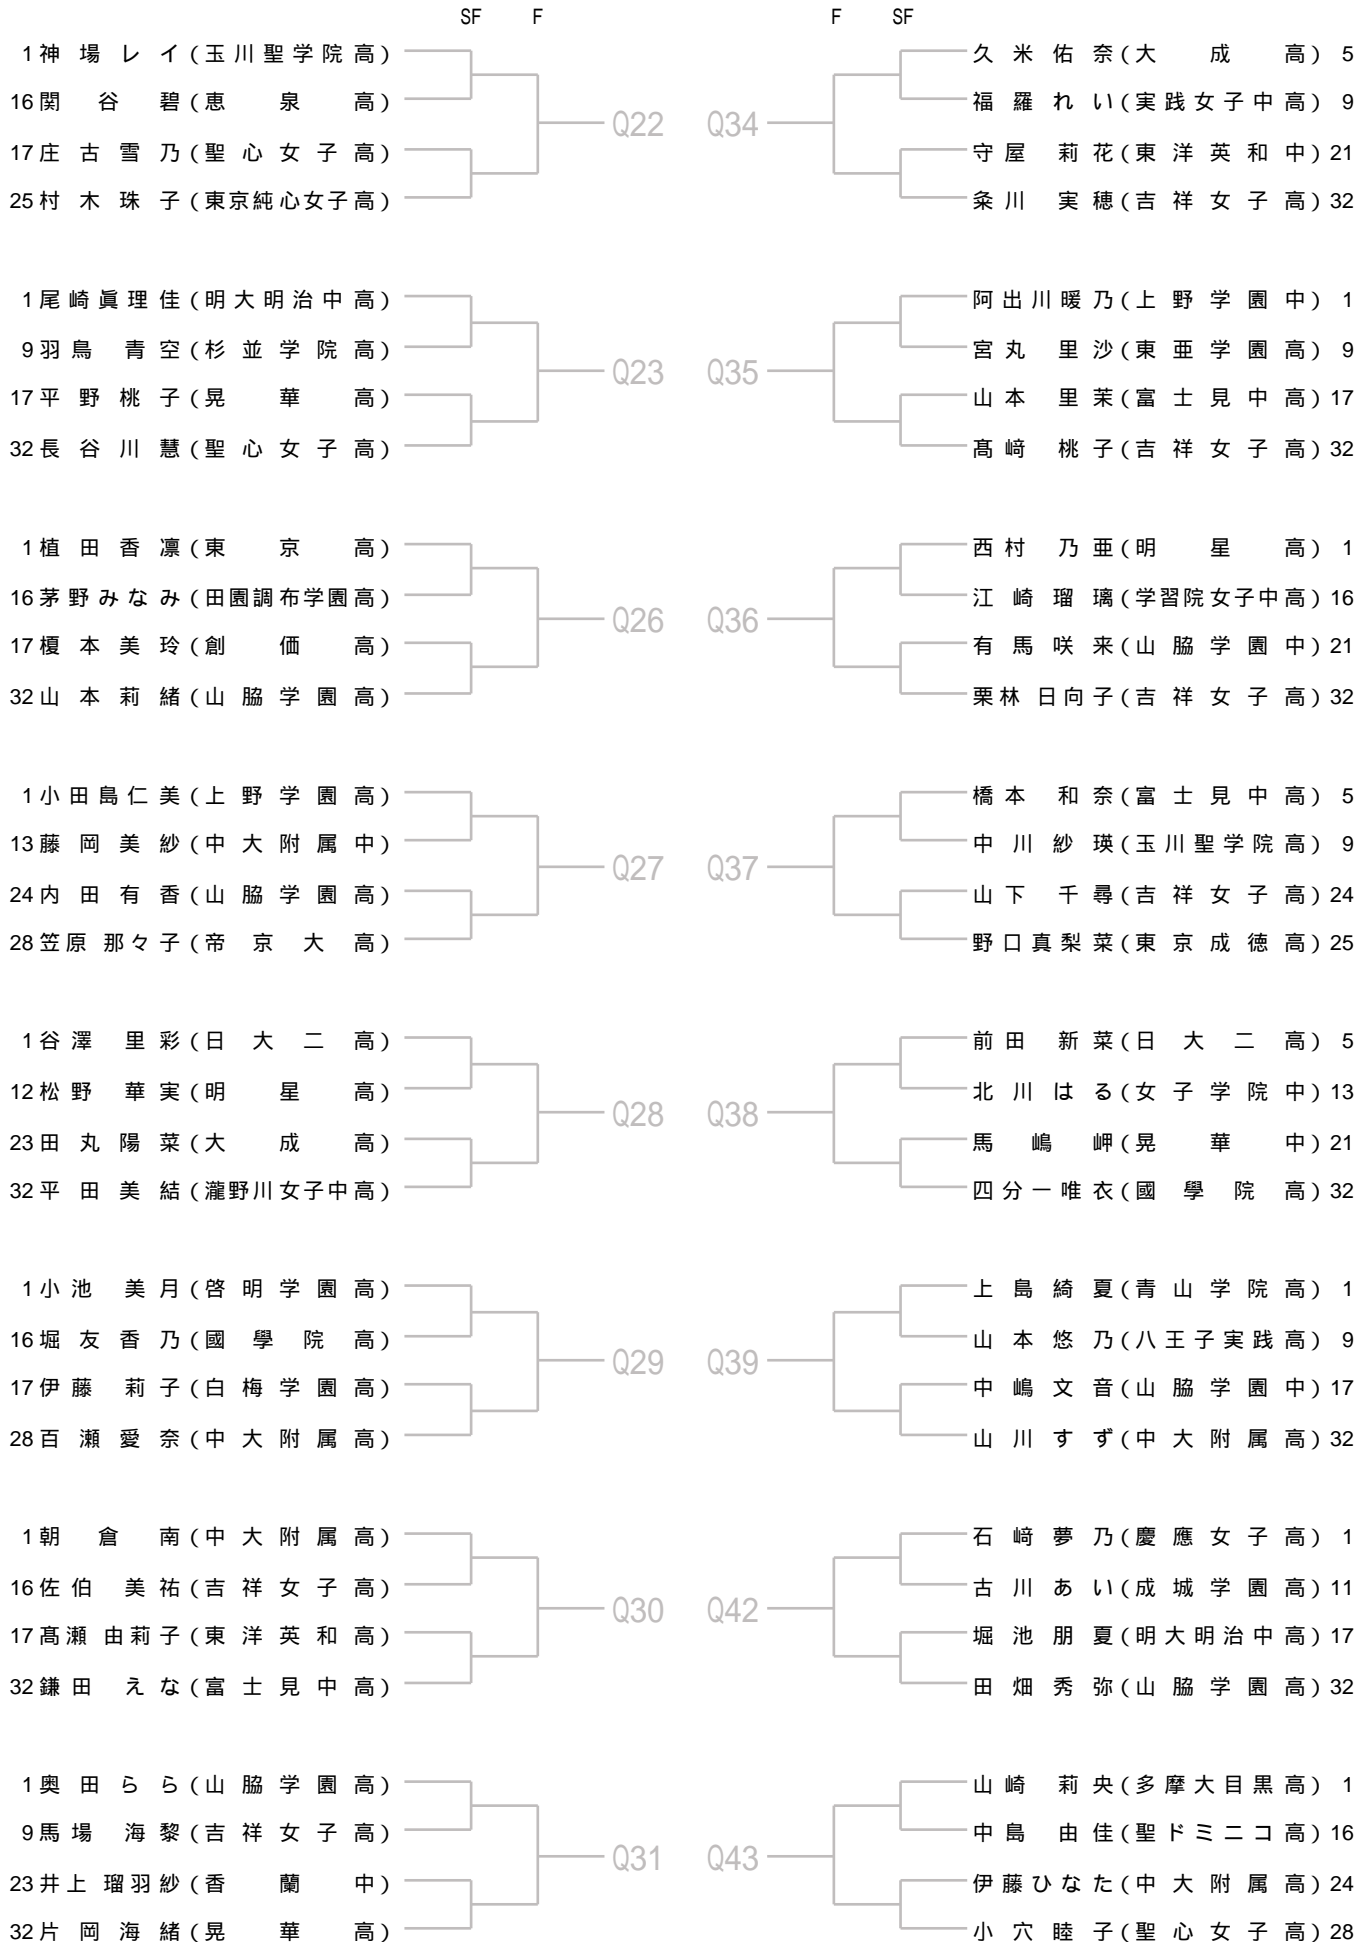 SF F F SF
1 神場レイ(玉川聖学院高) 久米佑奈(大成高) 5
16 関谷碧(恵泉高) 福羅れい(実践女子中高) 9
Q22 Q34
17 庄古雪乃(聖心女子高) 守屋莉花(東洋英和中) 21
25 村木珠子(東京純心女子高) 粂川実穂(吉祥女子高) 32
1 尾崎眞理佳(明大明治中高) 阿出川暖乃(上野学園中) 1
9 羽鳥青空(杉並学院高) 宮丸里沙(東亜学園高) 9
Q23 Q35
17 平野桃子(晃華高) 山本里茉(富士見中高) 17
32 長谷川慧(聖心女子高) 髙﨑桃子(吉祥女子高) 32
1 植田香凛(東京高) 西村乃亜(明星高) 1
16 茅野みなみ(田園調布学園高) 江崎瑠璃(学習院女子中高) 16
Q26 Q36
17 榎本美玲(創価高) 有馬咲来(山脇学園中) 21
32 山本莉緒(山脇学園高) 栗林日向子(吉祥女子高) 32
1 小田島仁美(上野学園高) 橋本和奈(富士見中高) 5
13 藤岡美紗(中大附属中) 中川紗瑛(玉川聖学院高) 9
Q27 Q37
24 内田有香(山脇学園高) 山下千尋(吉祥女子高) 24
28 笠原那々子(帝京大高) 野口真梨菜(東京成徳高) 25
1 谷澤里彩(日大二高) 前田新菜(日大二高) 5
12 松野華実(明星高) 北川はる(女子学院中) 13
Q28 Q38
23 田丸陽菜(大成高) 馬嶋岬(晃華中) 21
32 平田美結(瀧野川女子中高) 四分一唯衣(國學院高) 32
1 小池美月(啓明学園高) 上島綺夏(青山学院高) 1
16 堀友香乃(國學院高) 山本悠乃(八王子実践高) 9
Q29 Q39
17 伊藤莉子(白梅学園高) 中嶋文音(山脇学園中) 17
28 百瀬愛奈(中大附属高) 山川すず(中大附属高) 32
1 朝倉南(中大附属高) 石﨑夢乃(慶應女子高) 1
16 佐伯美祐(吉祥女子高) 古川あい(成城学園高) 11
Q30 Q42
17 髙瀬由莉子(東洋英和高) 堀池朋夏(明大明治中高) 17
32 鎌田えな(富士見中高) 田畑秀弥(山脇学園高) 32
1 奥田らら(山脇学園高) 山崎莉央(多摩大目黒高) 1
9 馬場海黎(吉祥女子高) 中島由佳(聖ドミニコ高) 16
Q31 Q43
23 井上瑠羽紗(香蘭中) 伊藤ひなた(中大附属高) 24
32 片岡海緒(晃華高) 小穴睦子(聖心女子高) 28